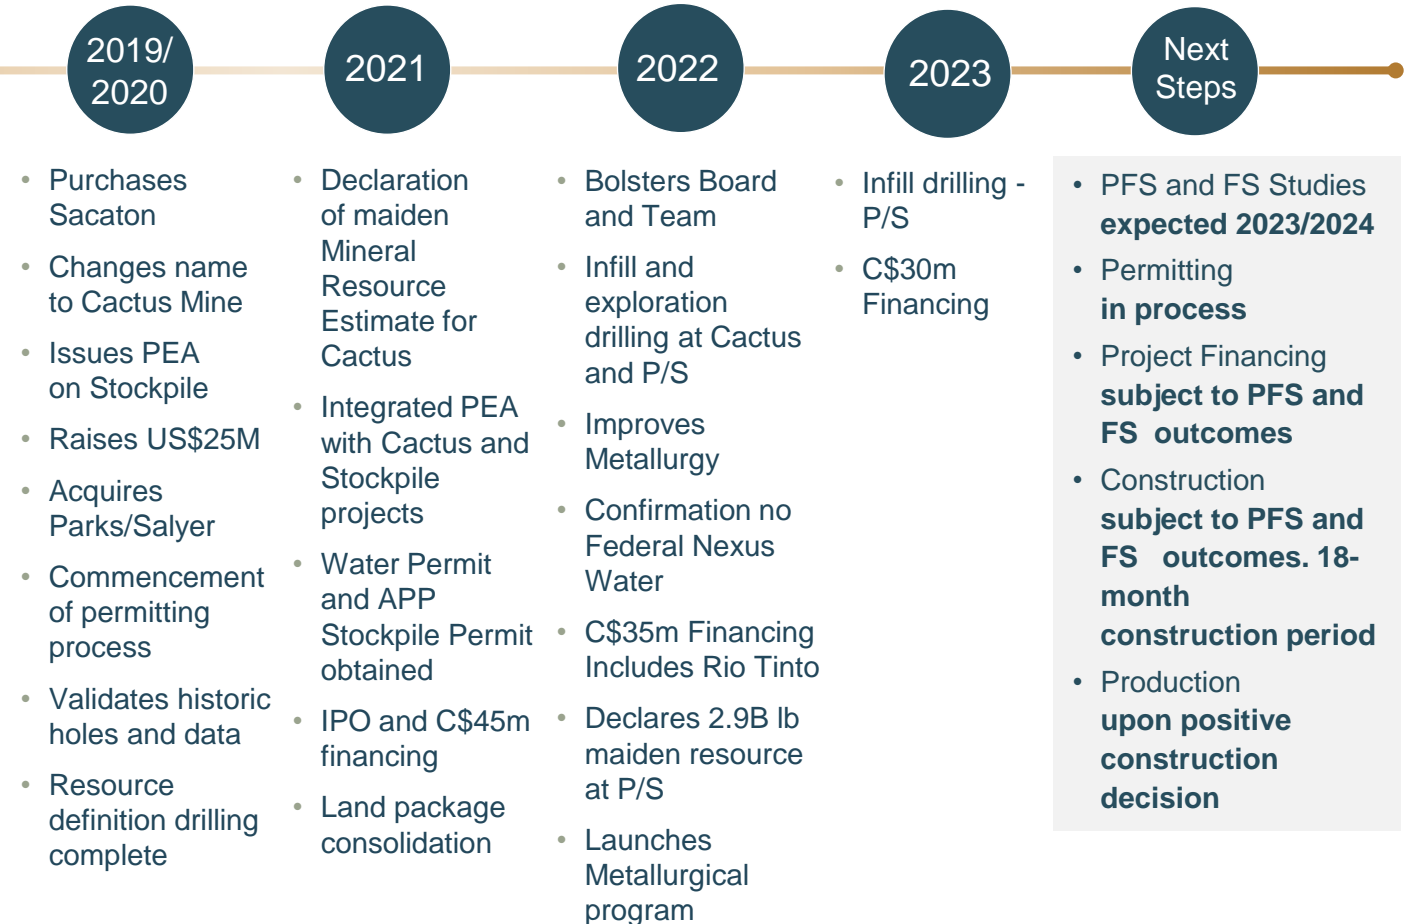 2019/
2020
Purchases
Sacaton
Changes name
to Cactus Mine
Issues PEA
on Stockpile
Raises US$25M
Acquires
Parks/Salyer
Commencement
of permitting
process
Validates historic
holes and data
Resource
definition drilling
complete
2021
Declaration
of maiden
Mineral
Resource
Estimate for
Cactus
Integrated PEA
with Cactus and
Stockpile
projects
Water Permit
and APP
Stockpile Permit
obtained
IPO and C$45m
financing
Land package
consolidation
2022
Bolsters Board
and Team
Infill and
exploration
drilling at Cactus
and P/S
Improves
Metallurgy
Confirmation no
Federal Nexus
Water
C$35m Financing
Includes Rio Tinto
Declares 2.9B lb
maiden resource
at P/S
Launches
Metallurgical
program
2023
Infill drilling -
P/S
C$30m
Financing
Next
Steps
PFS and FS Studies
expected 2023/2024
Permitting
in process
Project Financing
subject to PFS and
FS outcomes
Construction
subject to PFS and
FS outcomes. 18-
month
construction period
Production
upon positive
construction
decision